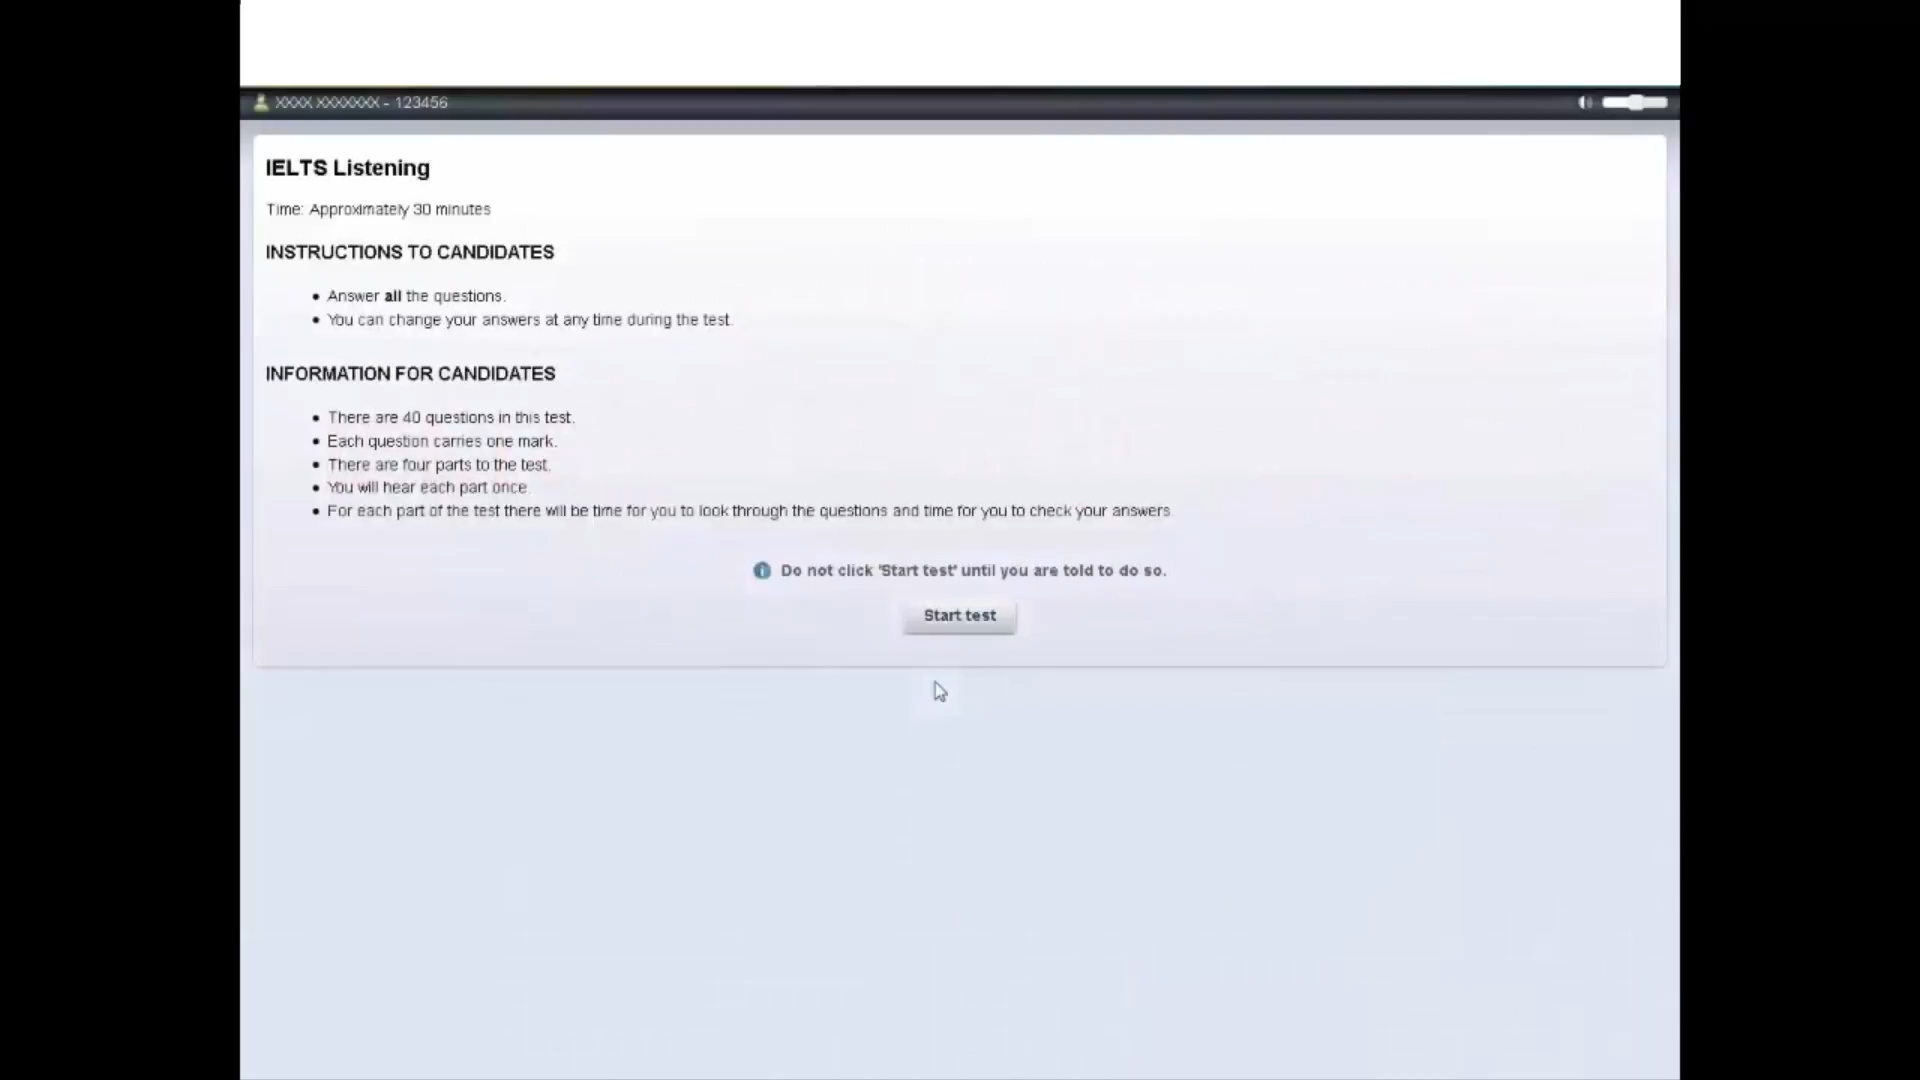 XXXX XXXXXXX - 123456
IELTS Listening
Time: Approximately 30 minutes
INSTRUCTIONS TO CANDIDATES
• Answer all the questions.
• You can change your answers at any time during the test.
INFORMATION FOR CANDIDATES
• There are 40 questions in this test.
• Each question carries one mark.
• There are four parts to the test.
• You will hear each part once.
• For each part of the test there will be time for you to look through the questions and time for you to check your answers.
Do not click 'Start test' until you are told to do so.
Start test